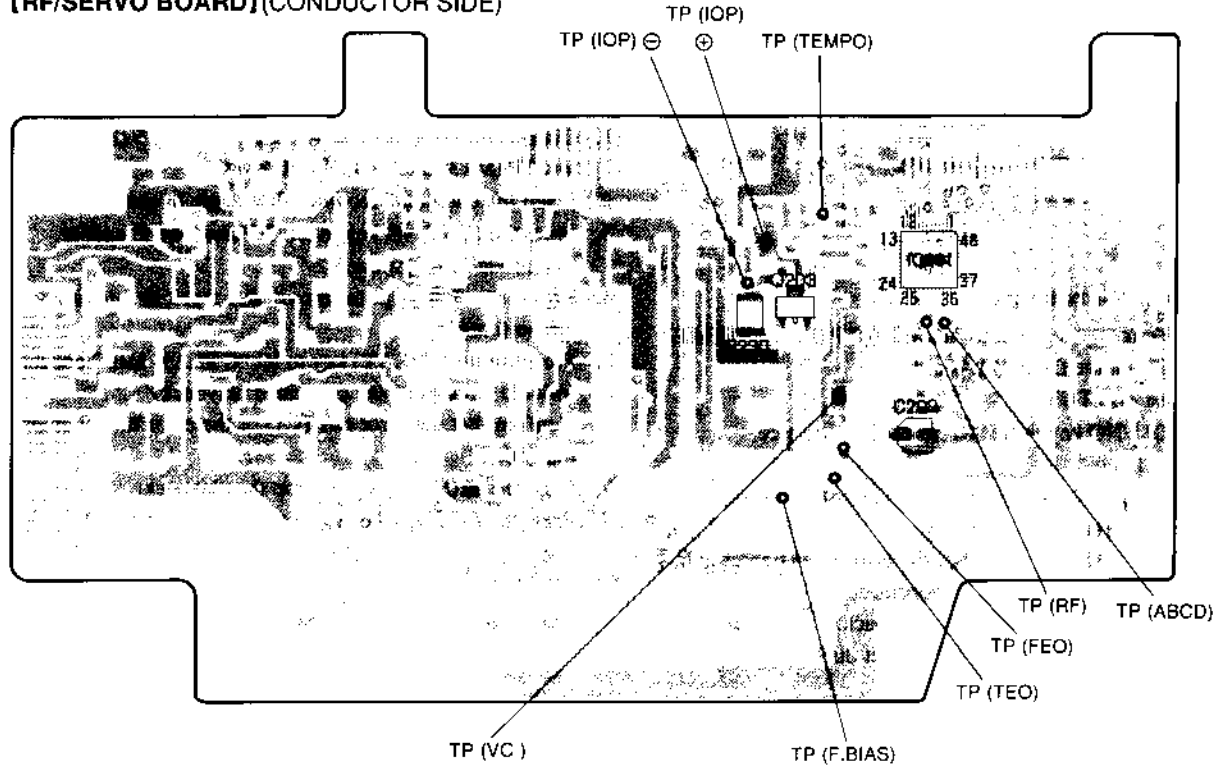 [RF/SERVO BOARD] (CONDUCTOR SIDE)
TP (IOP)
TP (IOP) ⊖ ⊕ TP (TEMPO)
1
13 48
24 37
25 36
TP (RF) TP (ABCD)
TP (FEO)
TP (TEO)
TP (VC )
TP (F.BIAS)